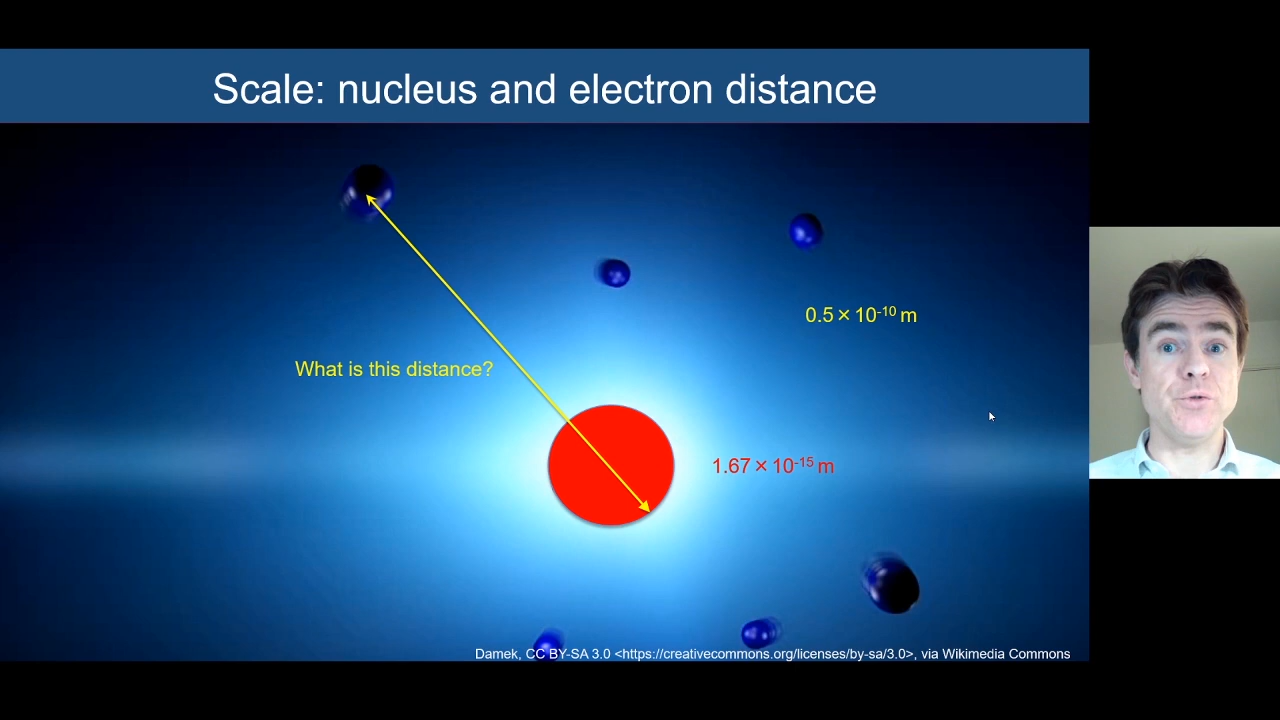 Scale: nucleus and electron distance
0.5 × 10⁻¹⁰ m
What is this distance?
1.67 × 10⁻¹⁵ m
Damek, CC BY-SA 3.0 <https://creativecommons.org/licenses/by-sa/3.0>, via Wikimedia Commons